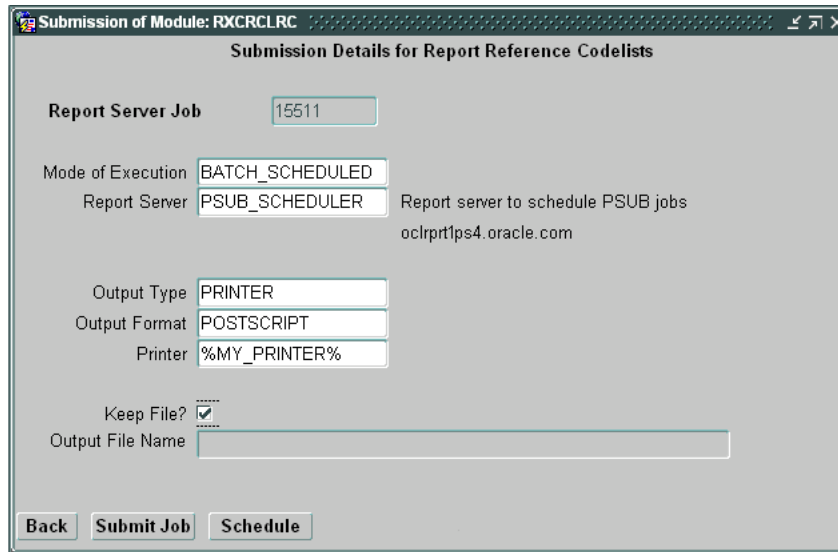 Submission of Module: RXCRCLRC
Submission Details for Report Reference Codelists
Report Server Job 15511
Mode of Execution BATCH_SCHEDULED
Report Server PSUB_SCHEDULER Report server to schedule PSUB jobs
oclrprt1ps4.oracle.com
Output Type PRINTER
Output Format POSTSCRIPT
Printer %MY_PRINTER%
Keep File?
Output File Name
Back Submit Job Schedule